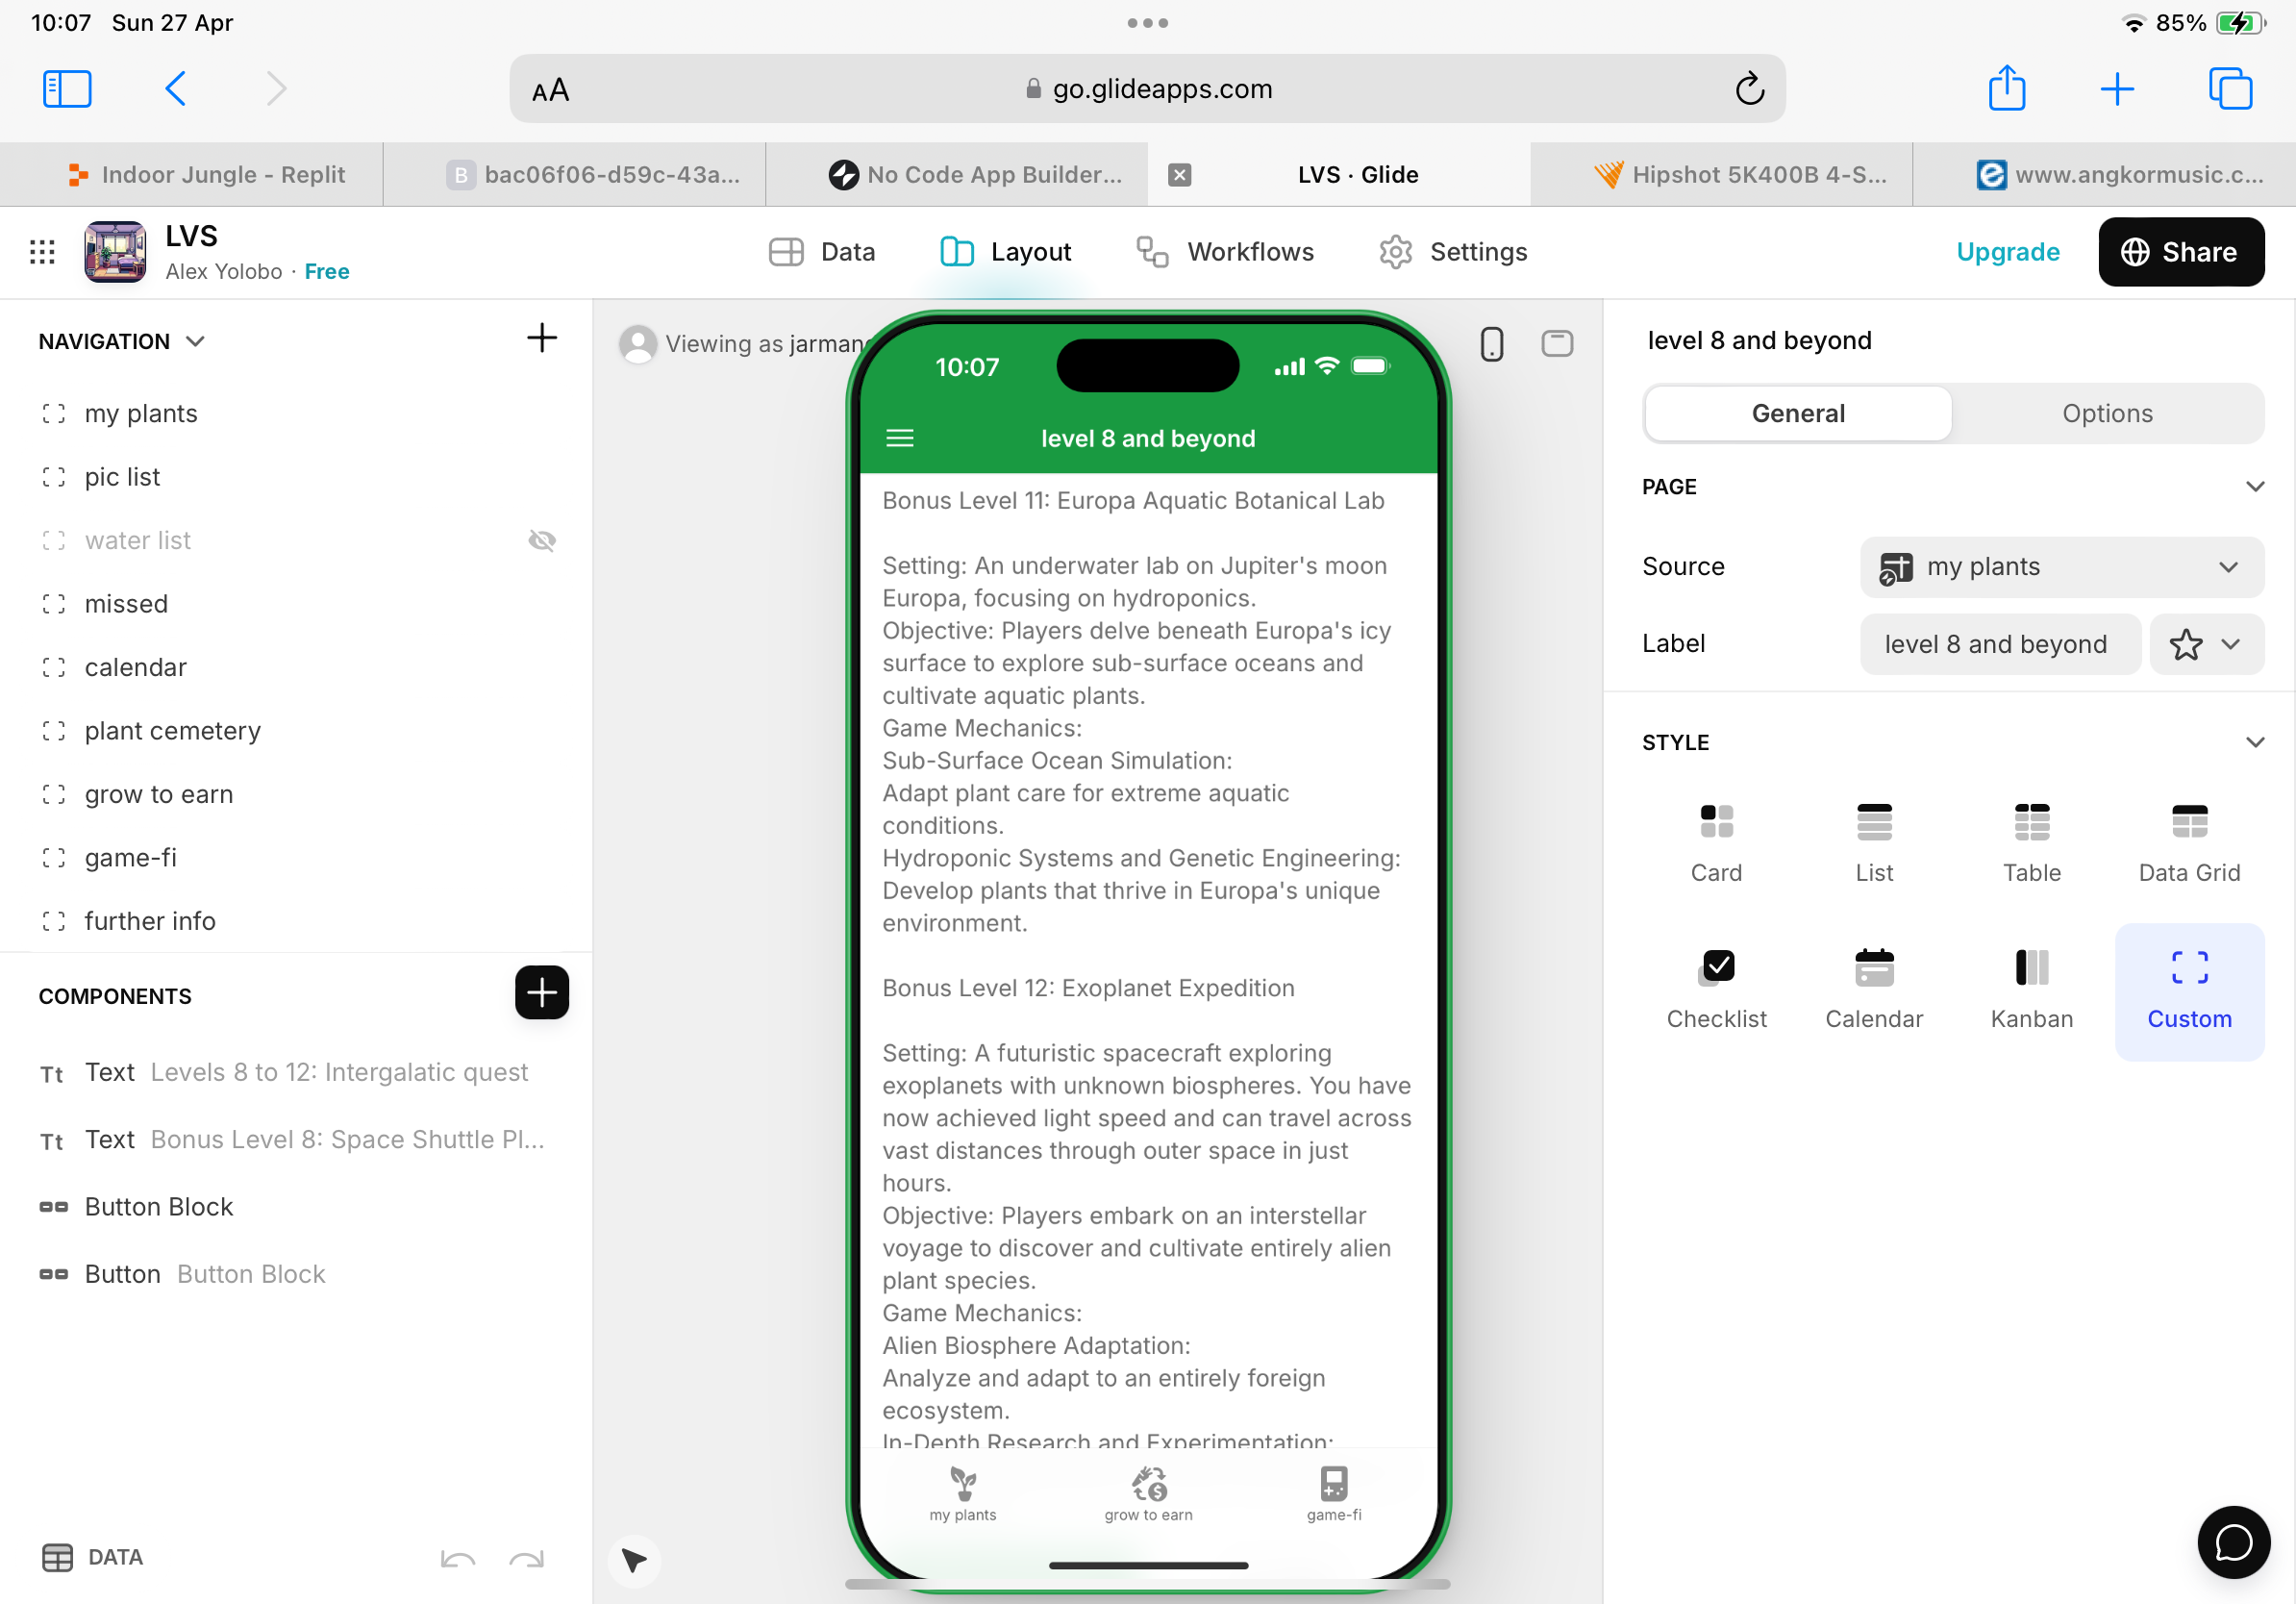 10:07 Sun 27 Apr
85%
AA
go.glideapps.com
Indoor Jungle - Replit
B bac06f06-d59c-43a...
No Code App Builder...
LVS · Glide
Hipshot 5K400B 4-S...
www.angkormusic.c...
LVS
Alex Yolobo · Free
Data
Layout
Workflows
Settings
Upgrade
Share
NAVIGATION
my plants
pic list
water list
missed
calendar
plant cemetery
grow to earn
game-fi
further info
COMPONENTS
Tt Text Levels 8 to 12: Intergalatic quest
Tt Text Bonus Level 8: Space Shuttle Pl...
Button Block
Button Button Block
DATA
Viewing as jarman
10:07
level 8 and beyond
Bonus Level 11: Europa Aquatic Botanical Lab
Setting: An underwater lab on Jupiter's moon
Europa, focusing on hydroponics.
Objective: Players delve beneath Europa's icy
surface to explore sub-surface oceans and
cultivate aquatic plants.
Game Mechanics:
Sub-Surface Ocean Simulation:
Adapt plant care for extreme aquatic
conditions.
Hydroponic Systems and Genetic Engineering:
Develop plants that thrive in Europa's unique
environment.
Bonus Level 12: Exoplanet Expedition
Setting: A futuristic spacecraft exploring
exoplanets with unknown biospheres. You have
now achieved light speed and can travel across
vast distances through outer space in just
hours.
Objective: Players embark on an interstellar
voyage to discover and cultivate entirely alien
plant species.
Game Mechanics:
Alien Biosphere Adaptation:
Analyze and adapt to an entirely foreign
ecosystem.
In-Depth Research and Experimentation:
my plants
grow to earn
game-fi
level 8 and beyond
General
Options
PAGE
Source
my plants
Label
level 8 and beyond
STYLE
Card
List
Table
Data Grid
Checklist
Calendar
Kanban
Custom